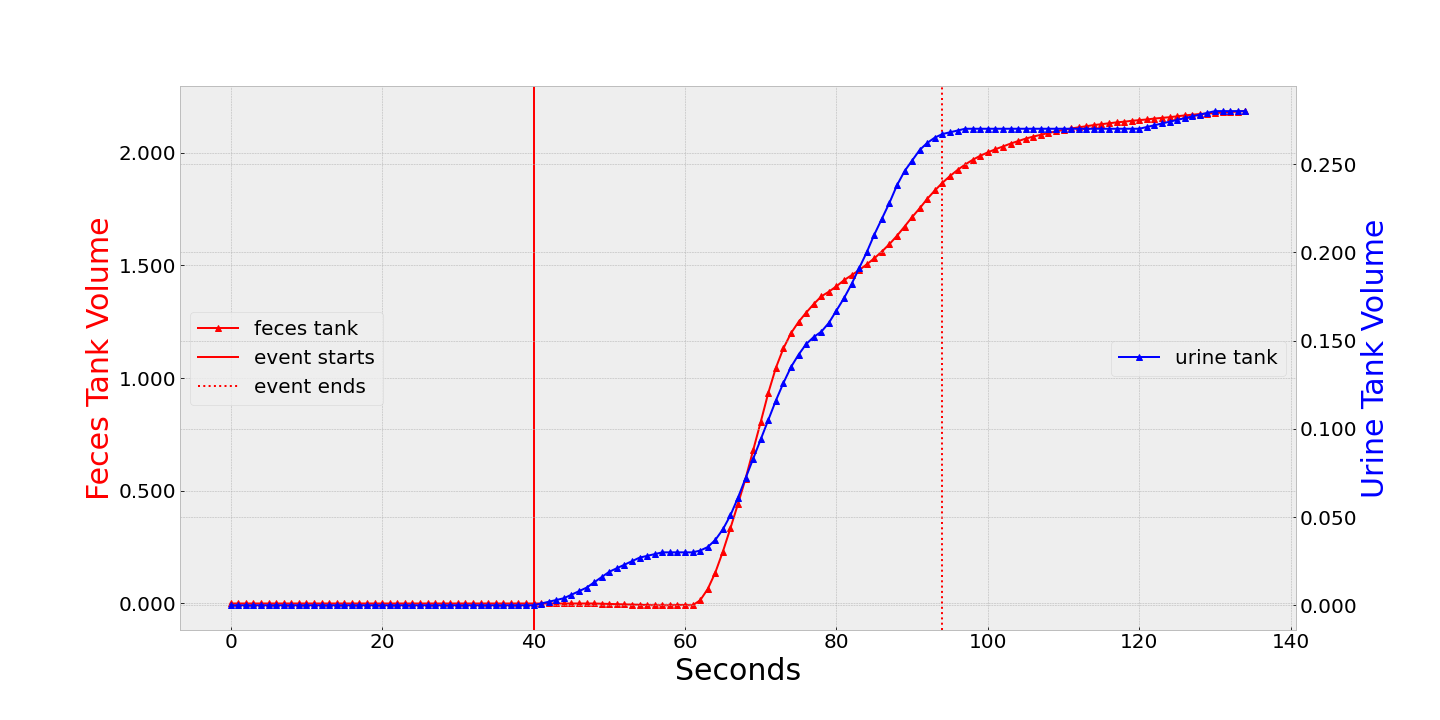 Feces Tank Volume
2.000
1.500
1.000
0.500
0.000
feces tank
event starts
event ends
urine tank
0.250
0.200
0.150
0.100
0.050
0.000
Urine Tank Volume
0 20 40 60 80 100 120 140
Seconds